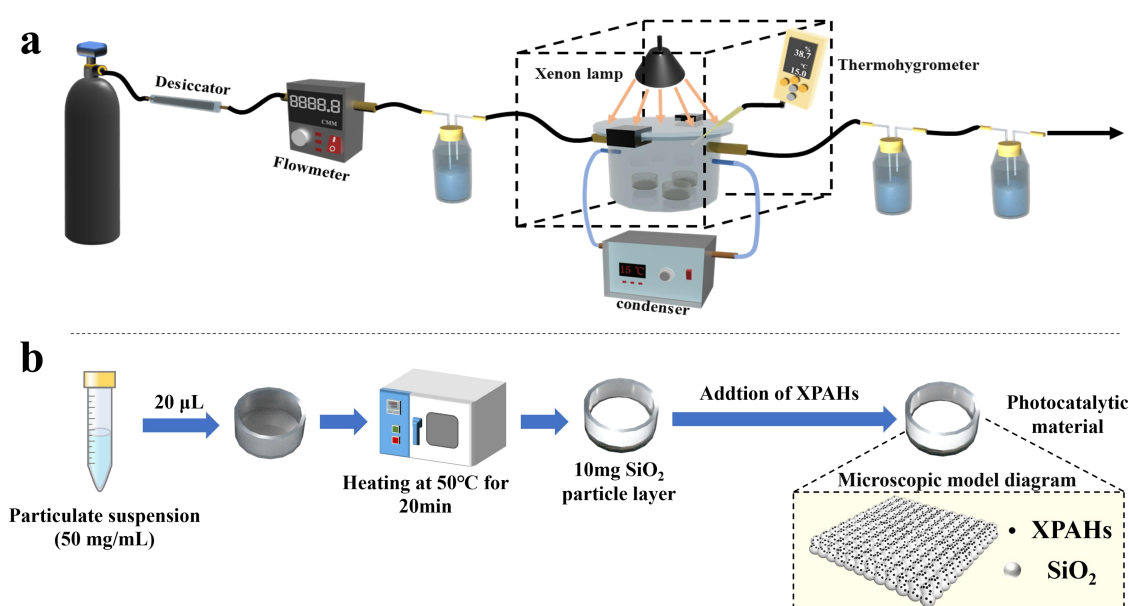 a
Desiccator
8888.8
CMM
Flowmeter
Xenon lamp
%
38.7
℃
15.0
Thermohygrometer
15 ℃
condenser
b
20 μL
Addtion of XPAHs
Photocatalytic
material
Heating at 50℃ for
20min
10mg SiO₂
particle layer
Particulate suspension
(50 mg/mL)
Microscopic model diagram
XPAHs
SiO₂